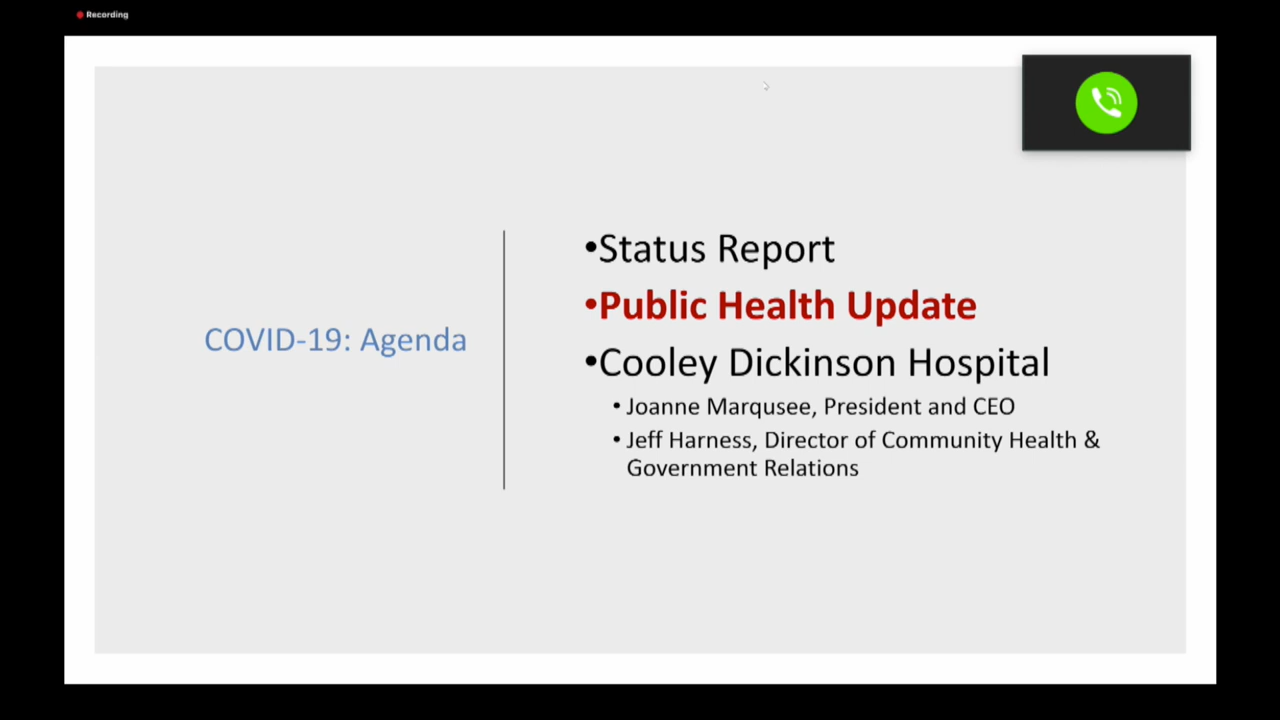 Recording
COVID-19: Agenda
•Status Report
•Public Health Update
•Cooley Dickinson Hospital
• Joanne Marqusee, President and CEO
• Jeff Harness, Director of Community Health &
Government Relations